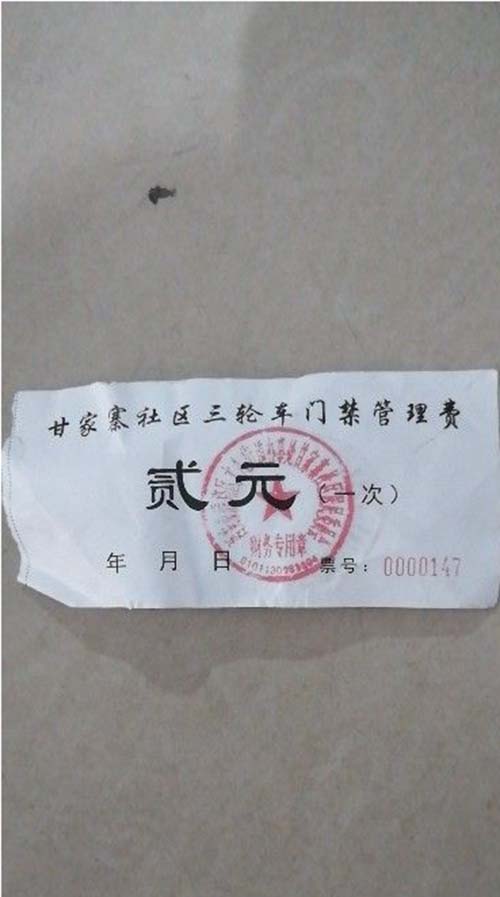 甘家寨社区三轮车门禁管理费
贰元（一次）
财务专用章
年 月 日 票号：0000147